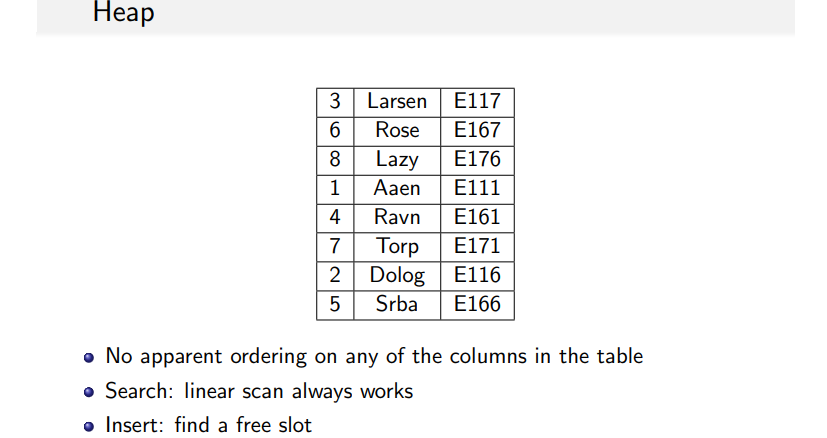 Heap
3 Larsen E117
6 Rose E167
8 Lazy E176
1 Aaen E111
4 Ravn E161
7 Torp E171
2 Dolog E116
5 Srba E166
No apparent ordering on any of the columns in the table
Search: linear scan always works
Insert: find a free slot